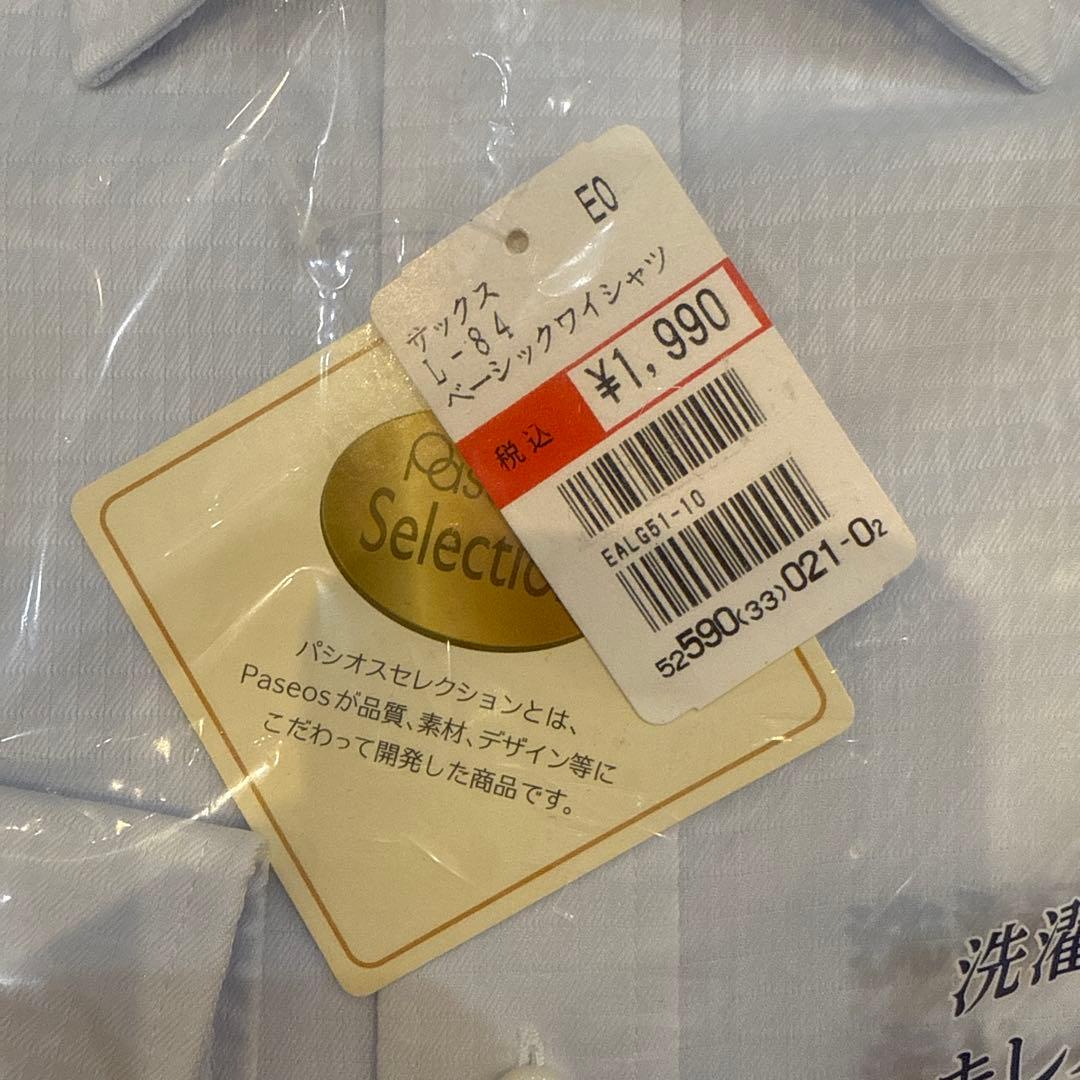 E0
サックス
L-84
ベーシックワイシャツ
税込
¥1,990
EALG51-10
52590(33)021-02
Selectio
パシオスセレクションとは、
Paseosが品質、素材、デザイン等に
こだわって開発した商品です。
洗濯
キレ